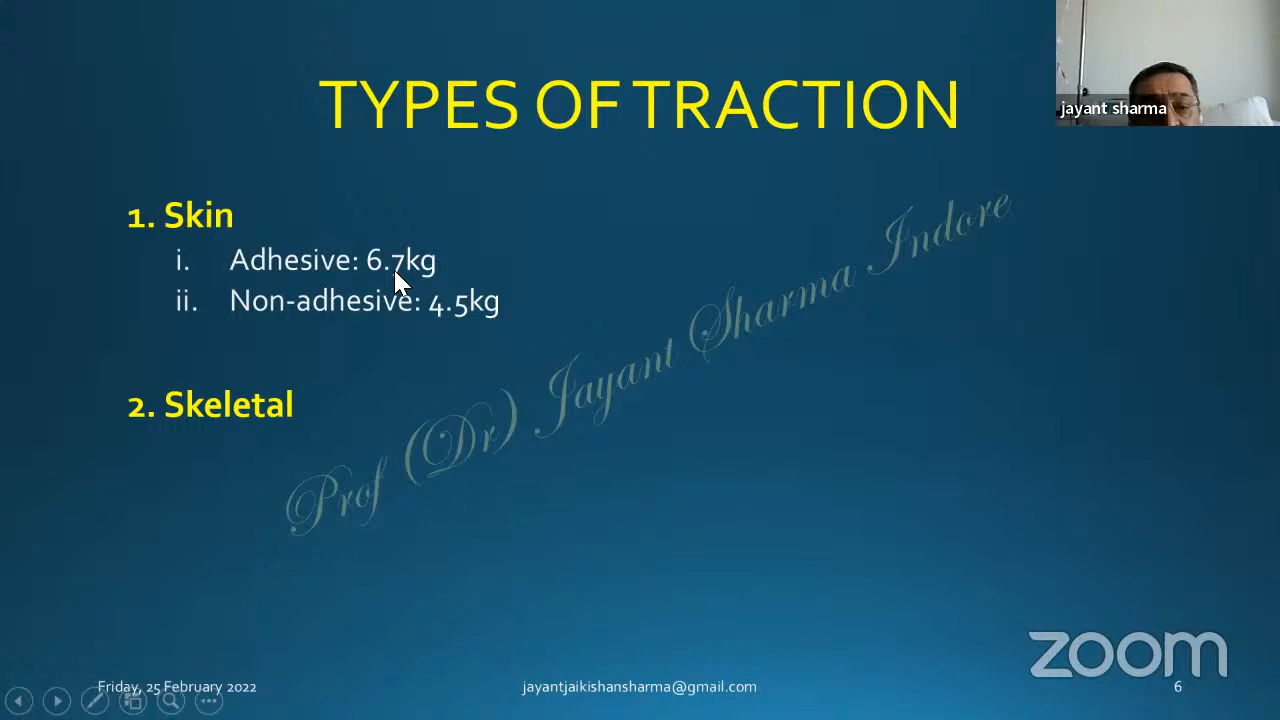 TYPES OF TRACTION
jayant sharma
1. Skin
i. Adhesive: 6.7kg
ii. Non-adhesive: 4.5kg
2. Skeletal
Prof (Dr) Jayant Sharma Indore
zoom
Friday, 25 February 2022
jayantjaikishansharma@gmail.com
6